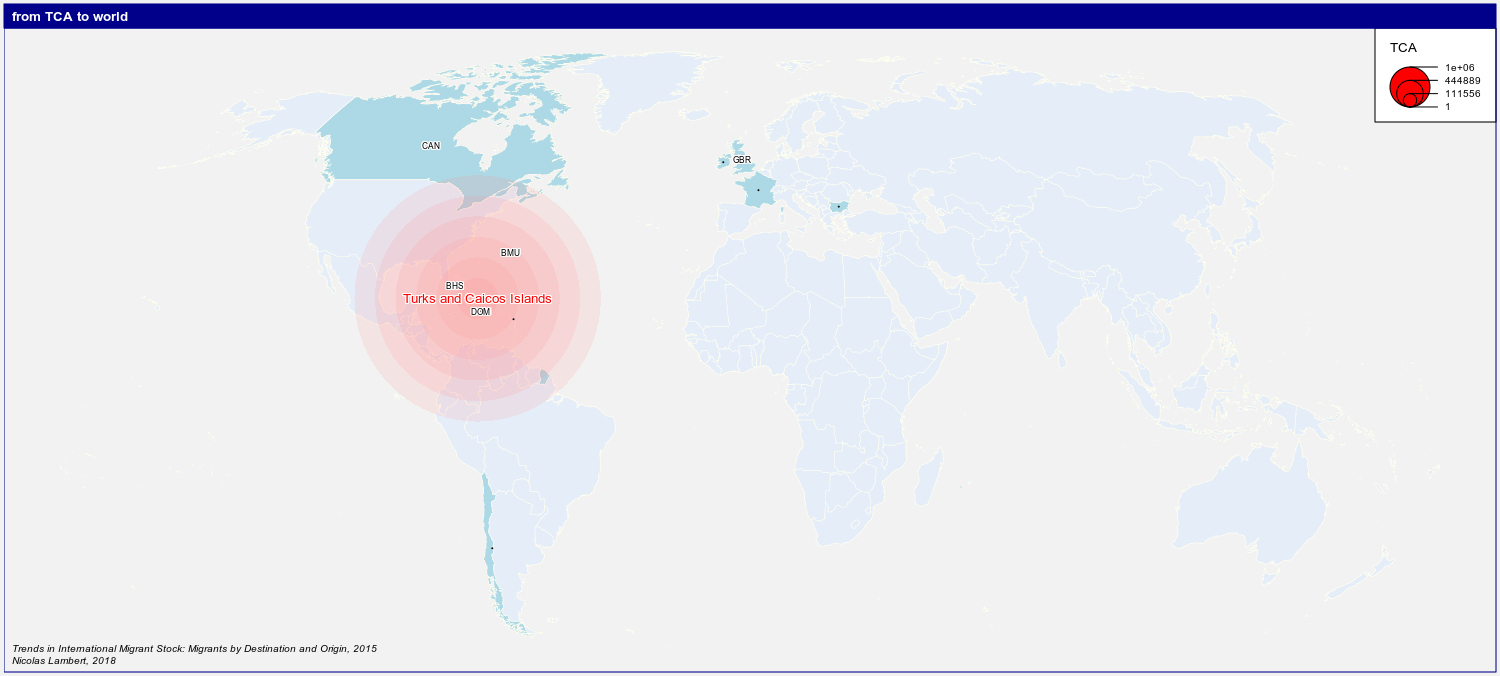 from TCA to world
TCA
1e+06
444889
111556
1
CAN
GBR
BMU
BHS
Turks and Caicos Islands
DOM
Trends in International Migrant Stock: Migrants by Destination and Origin, 2015
Nicolas Lambert, 2018